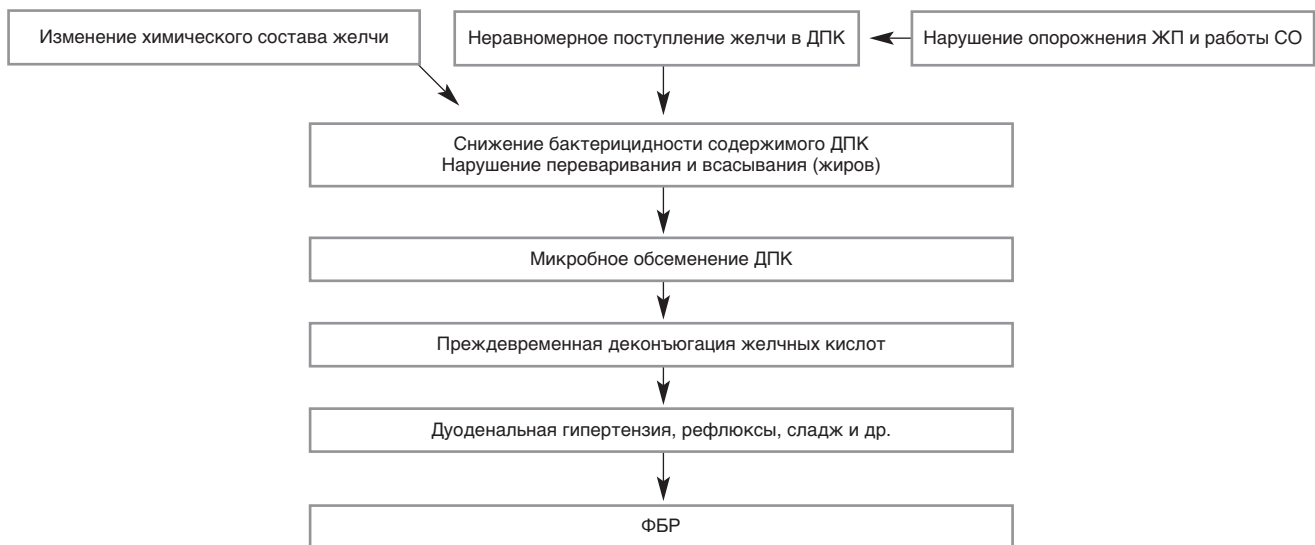 Изменение химического состава желчи
Неравномерное поступление желчи в ДПК
Нарушение опорожнения ЖП и работы СО
Снижение бактерицидности содержимого ДПК
Нарушение переваривания и всасывания (жиров)
Микробное обсеменение ДПК
Преждевременная деконъюгация желчных кислот
Дуоденальная гипертензия, рефлюксы, сладж и др.
ФБР